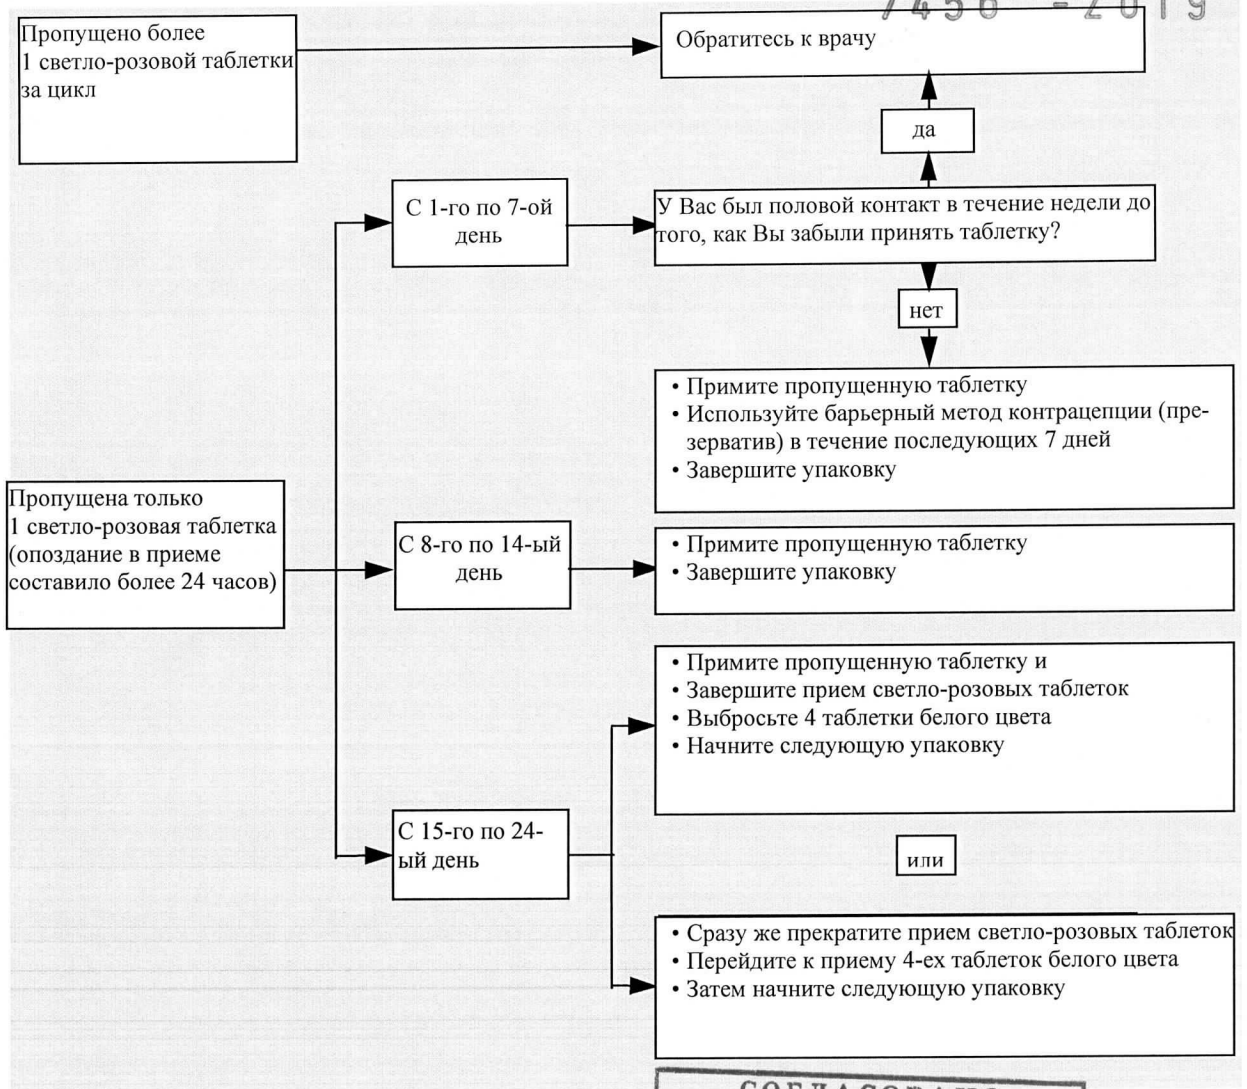 7456 - 2019
Пропущено более
1 светло-розовой таблетки
за цикл
Обратитесь к врачу
да
С 1-го по 7-ой
день
У Вас был половой контакт в течение недели до
того, как Вы забыли принять таблетку?
нет
• Примите пропущенную таблетку
• Используйте барьерный метод контрацепции (пре-
зерватив) в течение последующих 7 дней
• Завершите упаковку
Пропущена только
1 светло-розовая таблетка
(опоздание в приеме
составило более 24 часов)
С 8-го по 14-ый
день
• Примите пропущенную таблетку
• Завершите упаковку
• Примите пропущенную таблетку и
• Завершите прием светло-розовых таблеток
• Выбросьте 4 таблетки белого цвета
• Начните следующую упаковку
С 15-го по 24-
ый день
или
• Сразу же прекратите прием светло-розовых таблеток
• Перейдите к приему 4-ех таблеток белого цвета
• Затем начните следующую упаковку
СОГЛАСОВАНО